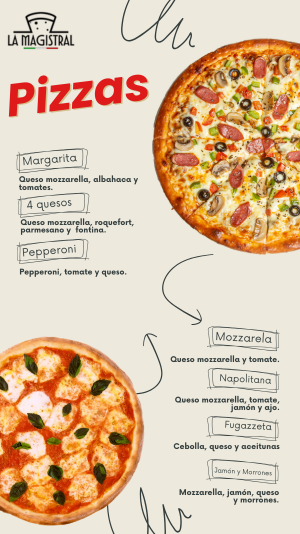 LA MAGISTRAL
Pizzas
Margarita
Queso mozzarella, albahaca y
tomates.
4 quesos
Queso mozzarella, roquefort,
parmesano y fontina.
Pepperoni
Pepperoni, tomate y queso.
Mozzarela
Queso mozzarella y tomate.
Napolitana
Queso mozzarella, tomate,
jamón y ajo.
Fugazzeta
Cebolla, queso y aceitunas
Jamón y Morrones
Mozzarella, jamón, queso
y morrones.